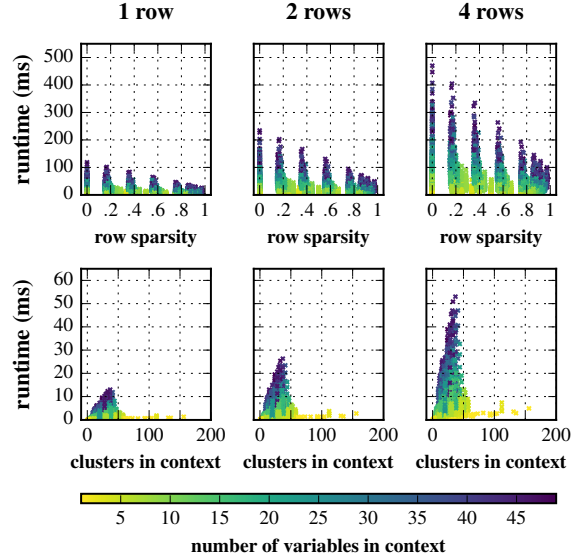 1 row 2 rows 4 rows
runtime (ms)
500
400
300
200
100
0
0 .2 .4 .6 .8 1
0 .2 .4 .6 .8 1
0 .2 .4 .6 .8 1
row sparsity row sparsity row sparsity
runtime (ms)
60
50
40
30
20
10
0
0 100 200
0 100 200
0 100 200
clusters in context clusters in context clusters in context
5 10 15 20 25 30 35 40 45
number of variables in context